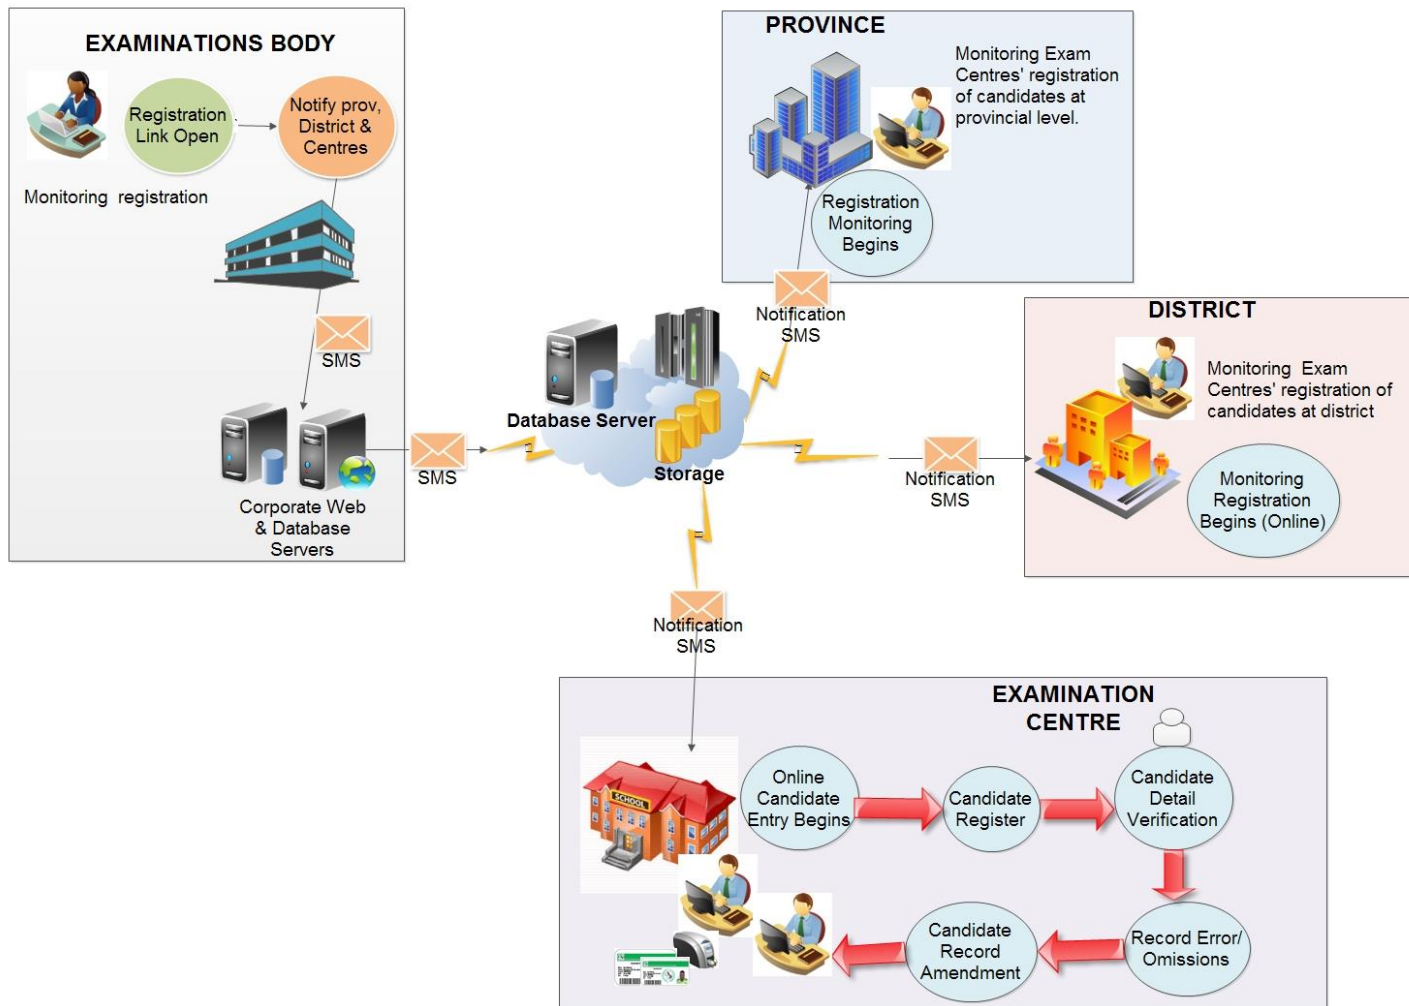 EXAMINATIONS BODY
Registration
Link Open
Notify prov,
District &
Centres
Monitoring registration
SMS
Corporate Web
& Database
Servers
SMS
Database Server
Storage
PROVINCE
Monitoring Exam
Centres' registration
of candidates at
provincial level.
Registration
Monitoring
Begins
Notification
SMS
DISTRICT
Monitoring Exam
Centres' registration of
candidates at district
Monitoring
Registration
Begins (Online)
Notification
SMS
Notification
SMS
EXAMINATION
CENTRE
SCHOOL
Online
Candidate
Entry Begins
Candidate
Register
Candidate
Detail
Verification
Record Error/
Omissions
Candidate
Record
Amendment